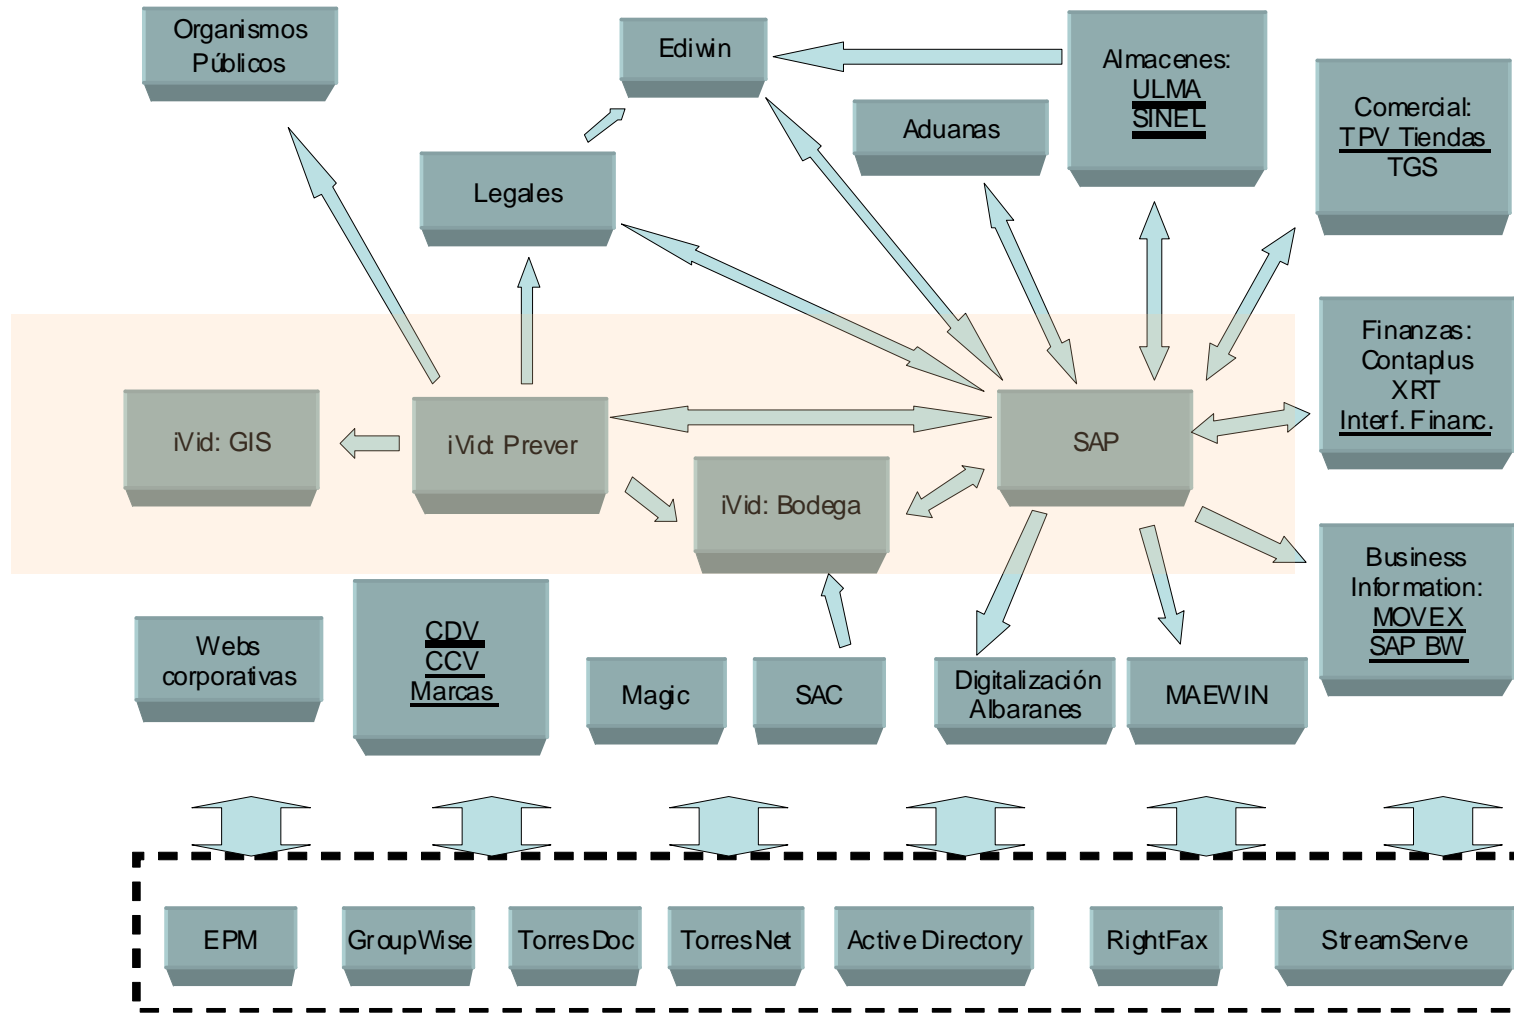 Organismos
Públicos
Ediwin
Almacenes:
ULMA
SINEL
Aduanas
Comercial:
TPV Tiendas
TGS
Legales
Finanzas:
Contaplus
XRT
Interf. Financ.
iVid: GIS
iVid: Prever
SAP
iVid: Bodega
Business
Information:
MOVEX
SAP BW
Webs
corporativas
CDV
CCV
Marcas
Magic
SAC
Digitalización
Albaranes
MAEWIN
EPM
GroupWise
TorresDoc
TorresNet
Active Directory
RightFax
StreamServe